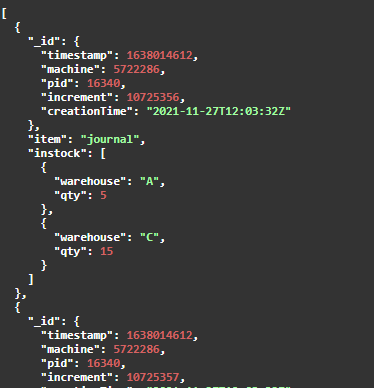 [
  {
    "_id": {
      "timestamp": 1638014612,
      "machine": 5722286,
      "pid": 16340,
      "increment": 10725356,
      "creationTime": "2021-11-27T12:03:32Z"
    },
    "item": "journal",
    "instock": [
      {
        "warehouse": "A",
        "qty": 5
      },
      {
        "warehouse": "C",
        "qty": 15
      }
    ]
  },
  {
    "_id": {
      "timestamp": 1638014612,
      "machine": 5722286,
      "pid": 16340,
      "increment": 10725357,